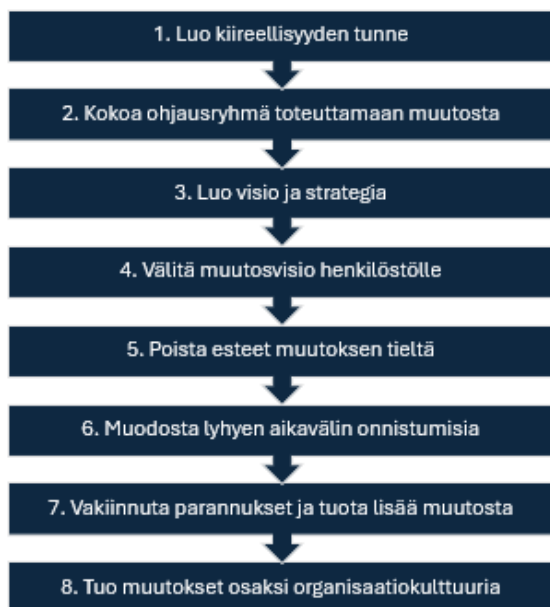 1. Luo kiireellisyyden tunne
2. Kokoa ohjausryhmä toteuttamaan muutosta
3. Luo visio ja strategia
4. Välitä muutosvisio henkilöstölle
5. Poista esteet muutoksen tieltä
6. Muodosta lyhyen aikavälin onnistumisia
7. Vakiinnuta parannukset ja tuota lisää muutosta
8. Tuo muutokset osaksi organisaatiokulttuuria